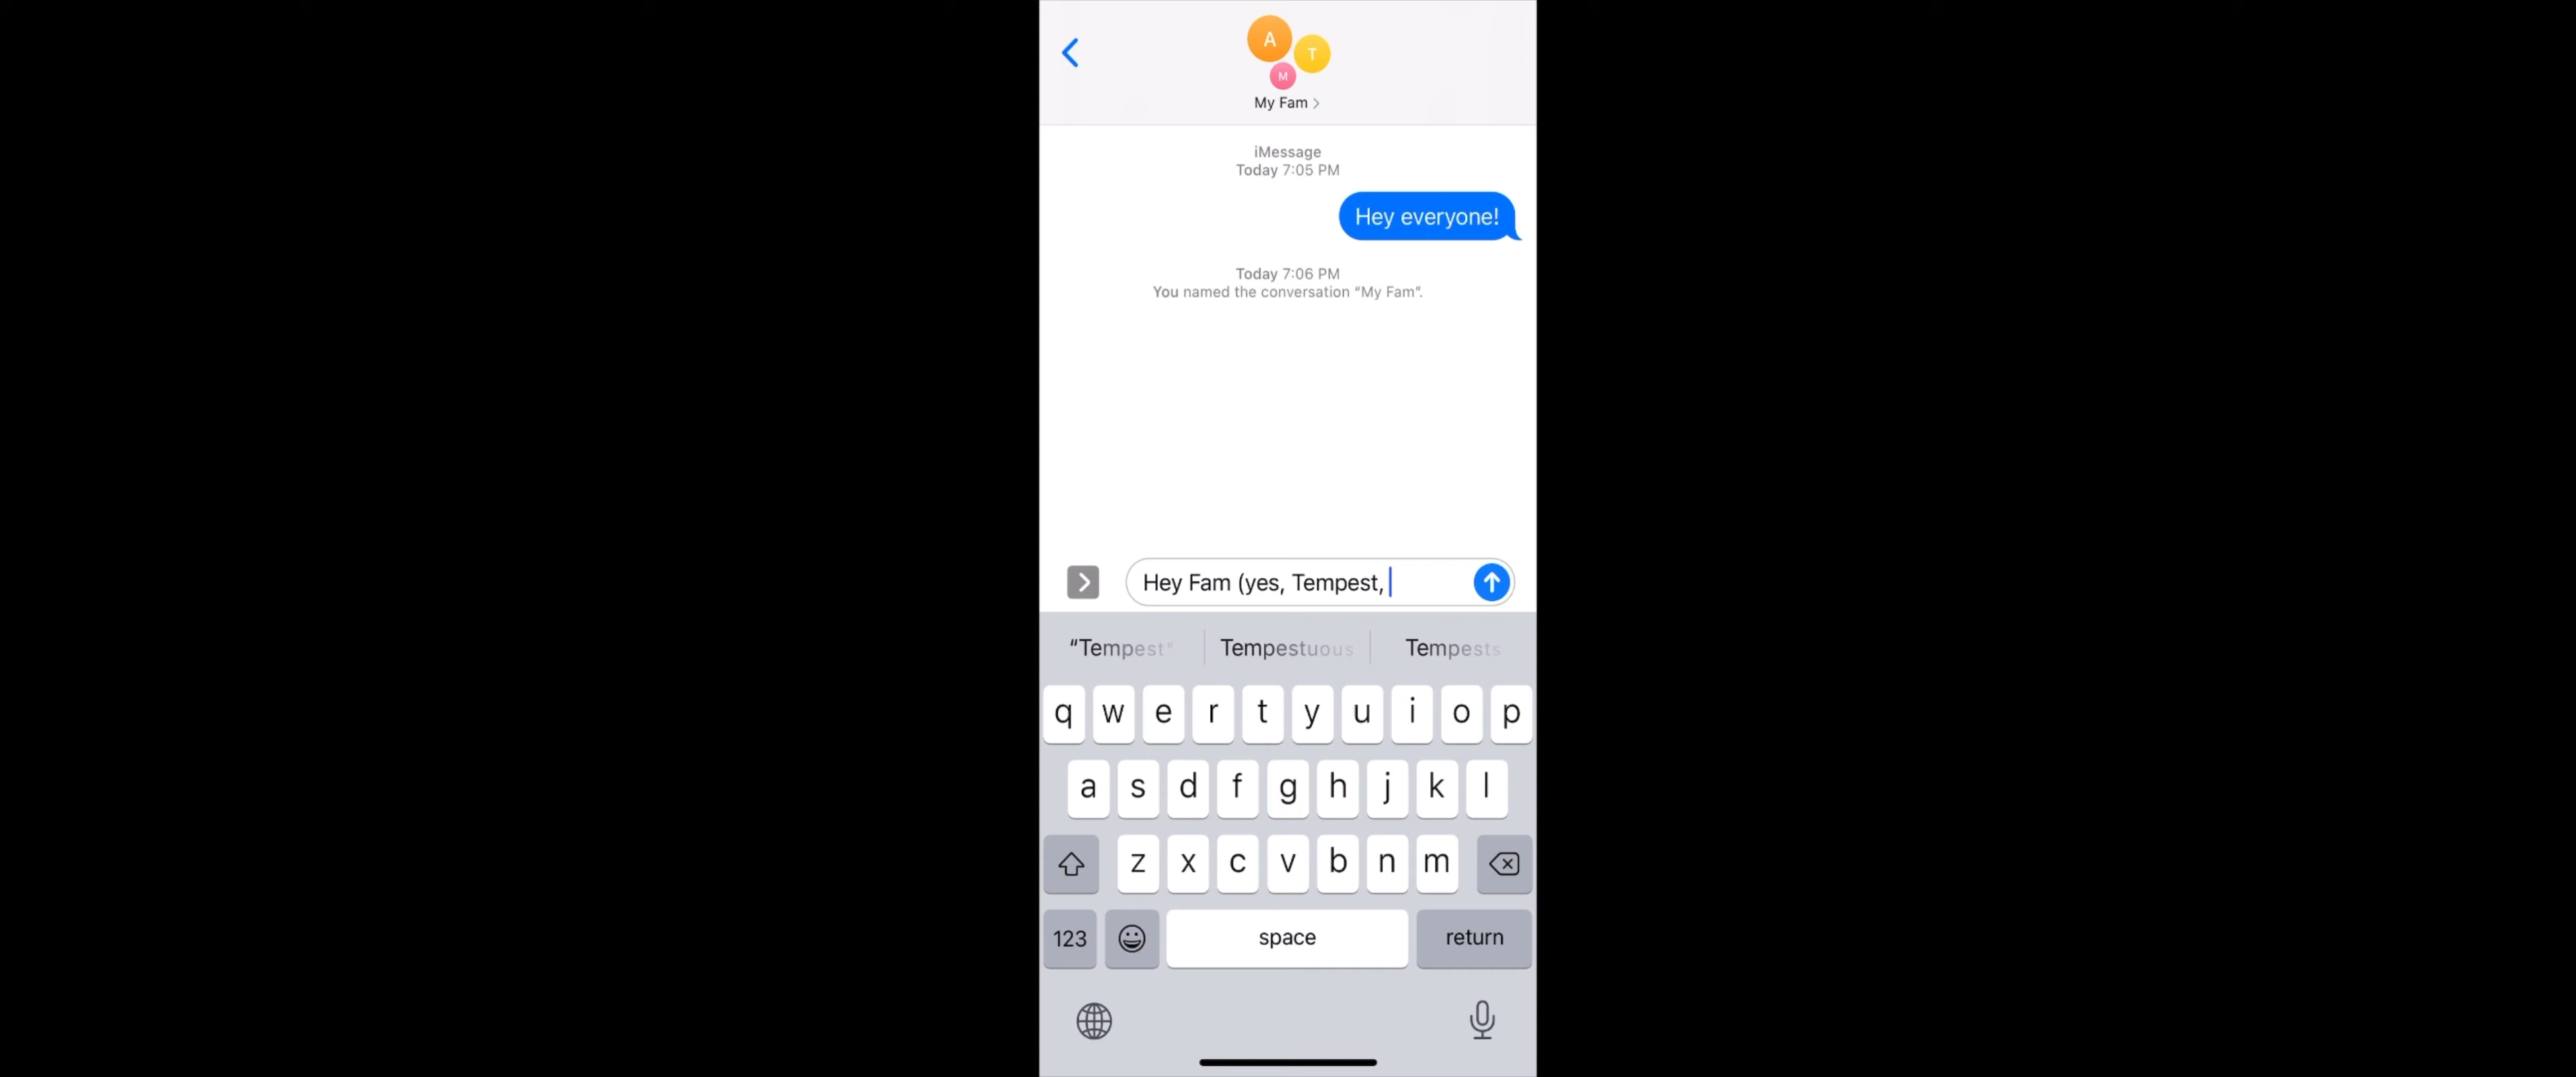 A
T
M
My Fam
iMessage
Today 7:05 PM
Hey everyone!
Today 7:06 PM
You named the conversation “My Fam”.
Hey Fam (yes, Tempest,
“Tempest” Tempestuous Tempests
q w e r t y u i o p
a s d f g h j k l
z x c v b n m
123 space return